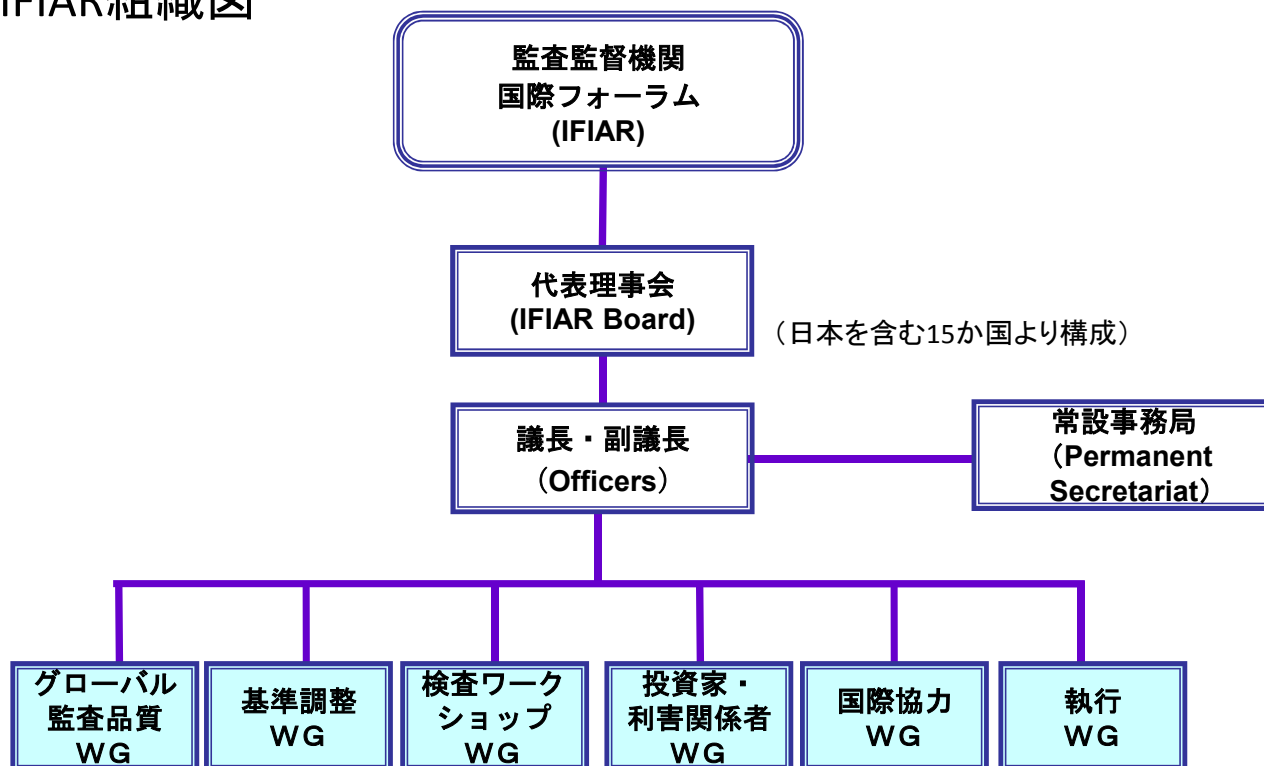 IFIAR組織図
監査監督機関
国際フォーラム
(IFIAR)
代表理事会
(IFIAR Board)
（日本を含む15か国より構成）
議長・副議長
（Officers）
常設事務局
（Permanent
Secretariat）
グローバル
監査品質
ＷＧ
基準調整
ＷＧ
検査ワーク
ショップ
ＷＧ
投資家・
利害関係者
ＷＧ
国際協力
ＷＧ
執行
ＷＧ